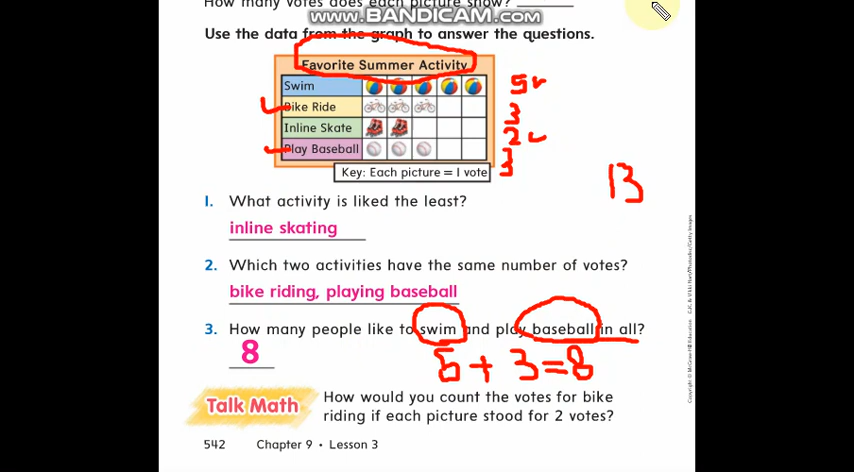 How many votes does each picture show?
www.BANDICAM.com
Use the data from the graph to answer the questions.
Favorite Summer Activity
Swim
5
Bike Ride
3
Inline Skate
2
Play Baseball
3
Key: Each picture = 1 vote
13
1. What activity is liked the least?
inline skating
2. Which two activities have the same number of votes?
bike riding, playing baseball
3. How many people like to swim and play baseball in all?
8
5 + 3 = 8
Talk Math
How would you count the votes for bike
riding if each picture stood for 2 votes?
542 Chapter 9 • Lesson 3